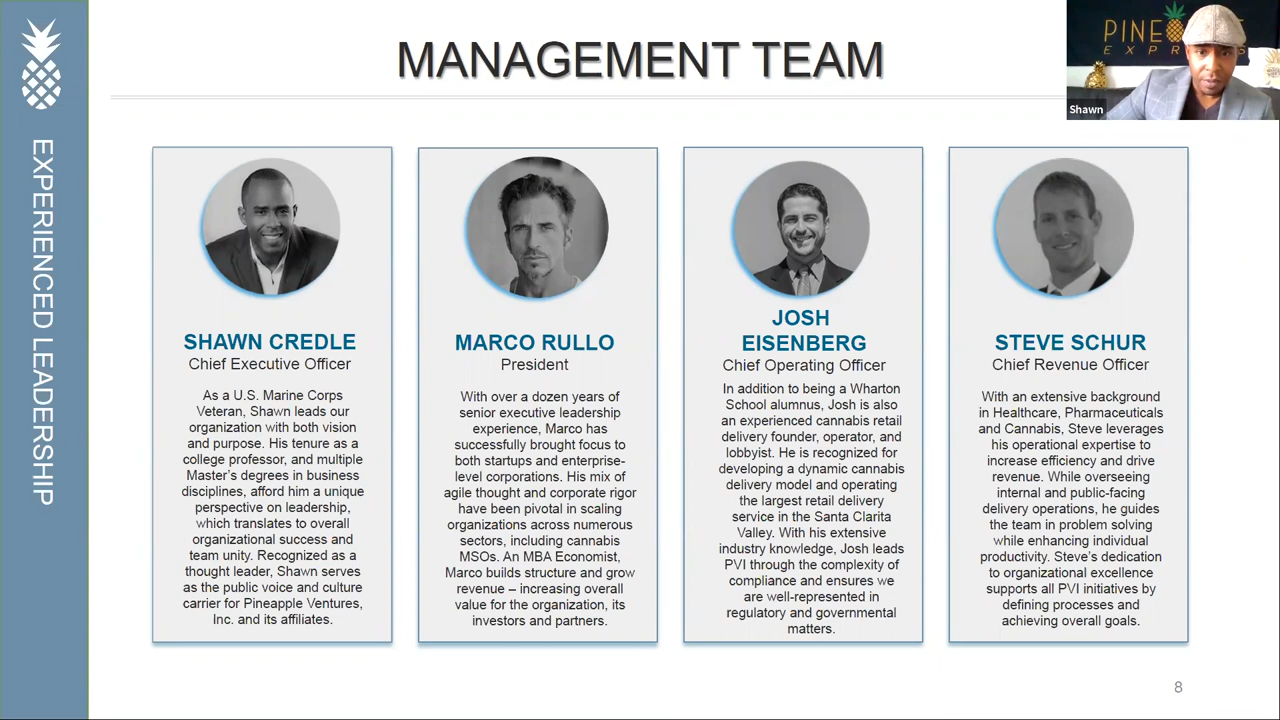 MANAGEMENT TEAM
EXPERIENCED LEADERSHIP
PINE
EXPR
Shawn
SHAWN CREDLE
Chief Executive Officer
As a U.S. Marine Corps
Veteran, Shawn leads our
organization with both vision
and purpose. His tenure as a
college professor, and multiple
Master's degrees in business
disciplines, afford him a unique
perspective on leadership,
which translates to overall
organizational success and
team unity. Recognized as a
thought leader, Shawn serves
as the public voice and culture
carrier for Pineapple Ventures,
Inc. and its affiliates.
MARCO RULLO
President
With over a dozen years of
senior executive leadership
experience, Marco has
successfully brought focus to
both startups and enterprise-
level corporations. His mix of
agile thought and corporate rigor
have been pivotal in scaling
organizations across numerous
sectors, including cannabis
MSOs. An MBA Economist,
Marco builds structure and grow
revenue – increasing overall
value for the organization, its
investors and partners.
JOSH
EISENBERG
Chief Operating Officer
In addition to being a Wharton
School alumnus, Josh is also
an experienced cannabis retail
delivery founder, operator, and
lobbyist. He is recognized for
developing a dynamic cannabis
delivery model and operating
the largest retail delivery
service in the Santa Clarita
Valley. With his extensive
industry knowledge, Josh leads
PVI through the complexity of
compliance and ensures we
are well-represented in
regulatory and governmental
matters.
STEVE SCHUR
Chief Revenue Officer
With an extensive background
in Healthcare, Pharmaceuticals
and Cannabis, Steve leverages
his operational expertise to
increase efficiency and drive
revenue. While overseeing
internal and public-facing
delivery operations, he guides
the team in problem solving
while enhancing individual
productivity. Steve's dedication
to organizational excellence
supports all PVI initiatives by
defining processes and
achieving overall goals.
8